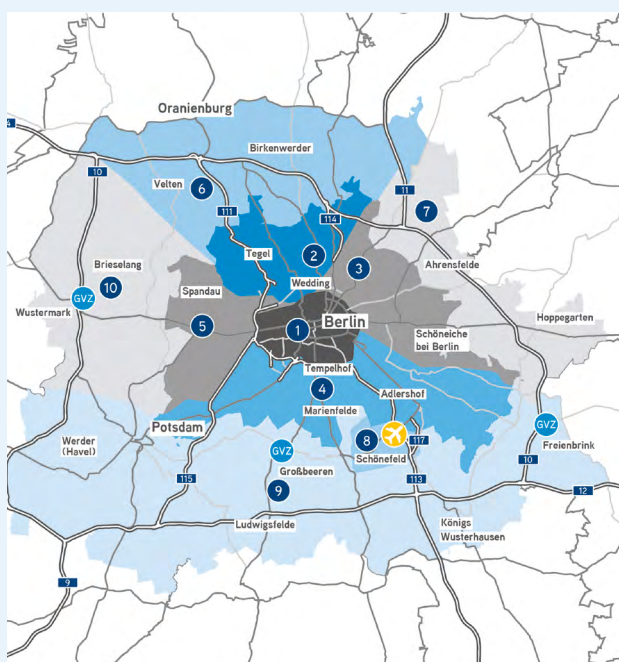 Oranienburg
4
Birkenwerder
10
Velten
6
11
111
7
114
2
Tegel
3
Brieselang
Ahrensfelde
10
Wedding
Spandau
GVZ
Wustermark
Hoppegarten
5
1
Berlin
Schöneiche
bei Berlin
Tempelhof
4
Adlershof
Marienfelde
Potsdam
GVZ
8
117
Werder
(Havel)
GVZ
Schönefeld
Freienbrink
10
Großbeeren
115
113
9
12
Ludwigsfelde
Königs
Wusterhausen
9